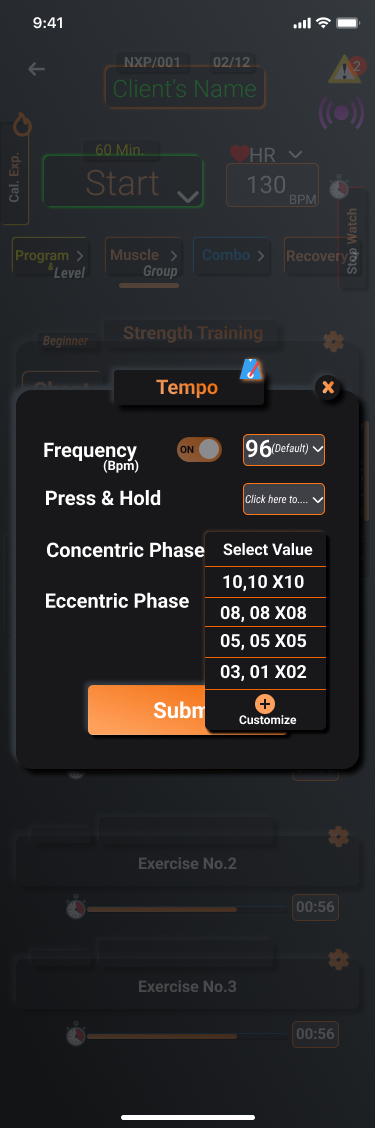 9:41
NXP/001
02/12
2
Client's Name
60 Min.
HR
Cal. Exp.
Start
130
BPM
Stop Watch
Program
&
Level
Muscle
Group
Combo
Recovery
Beginner
Strength Training
Tempo
x
Frequency
(Bpm)
ON
96 (Default)
Press & Hold
Click here to....
Concentric Phase
Select Value
10,10 X10
Eccentric Phase
08, 08 X08
05, 05 X05
03, 01 X02
Customize
Exercise No.2
00:56
Exercise No.3
00:56